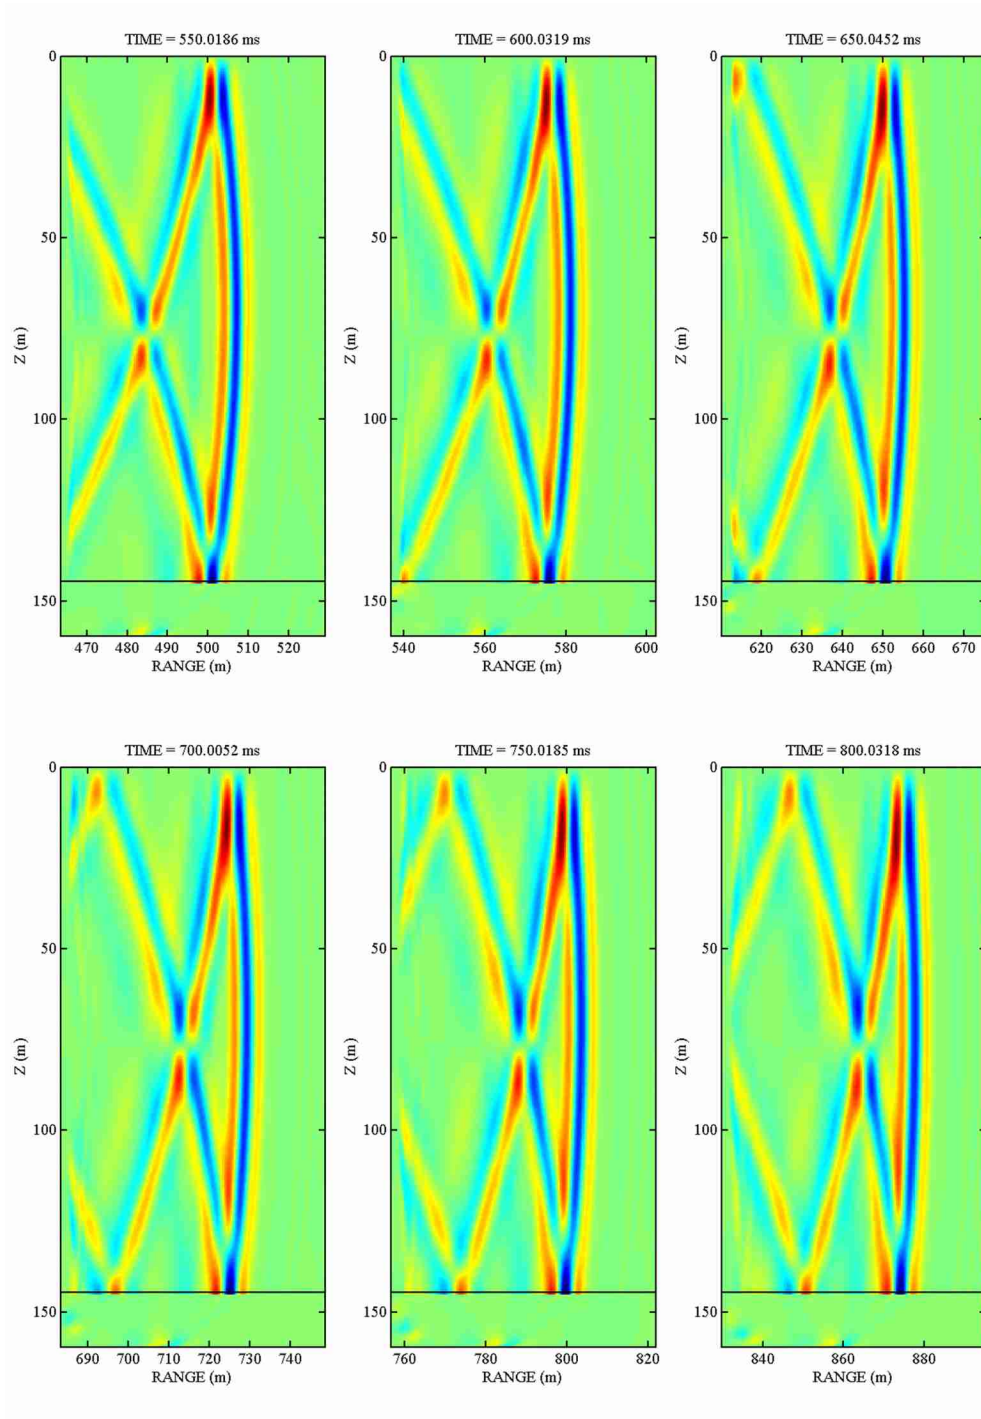 TIME = 550.0186 ms
TIME = 600.0319 ms
TIME = 650.0452 ms
0
50
100
150
Z (m)
470 480 490 500 510 520
RANGE (m)
0
50
100
150
Z (m)
540 560 580 600
RANGE (m)
0
50
100
150
Z (m)
620 630 640 650 660 670
RANGE (m)
TIME = 700.0052 ms
TIME = 750.0185 ms
TIME = 800.0318 ms
0
50
100
150
Z (m)
690 700 710 720 730 740
RANGE (m)
0
50
100
150
Z (m)
760 780 800 820
RANGE (m)
0
50
100
150
Z (m)
840 860 880
RANGE (m)